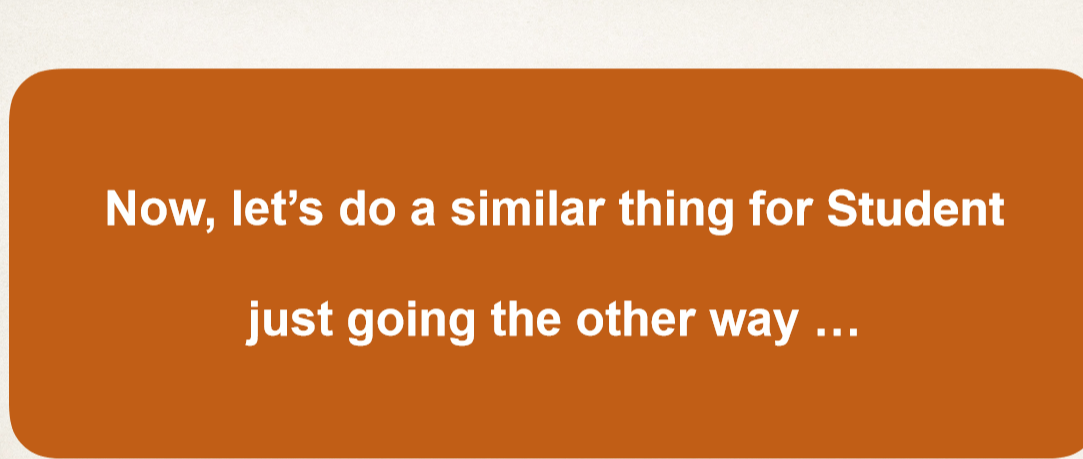 Now, let’s do a similar thing for Student
just going the other way …